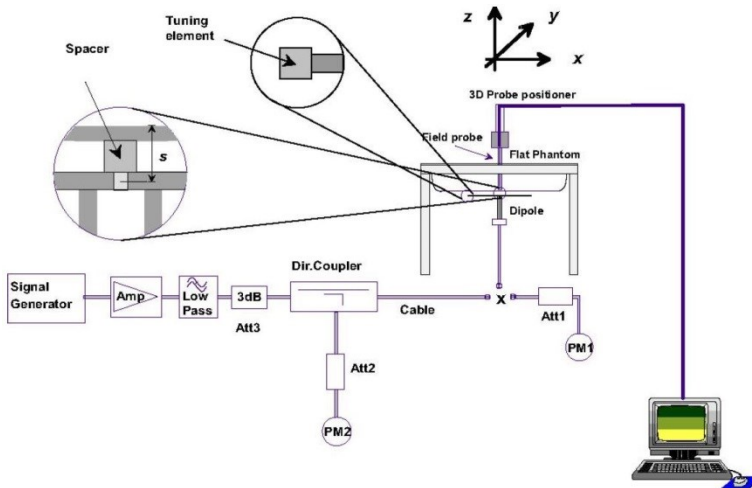 z
y
x
Tuning
element
Spacer
s
3D Probe positioner
Field probe
Flat Phantom
Dipole
Dir.Coupler
Signal
Generator
Amp
Low
Pass
3dB
Att3
Cable
x
Att1
PM1
Att2
PM2